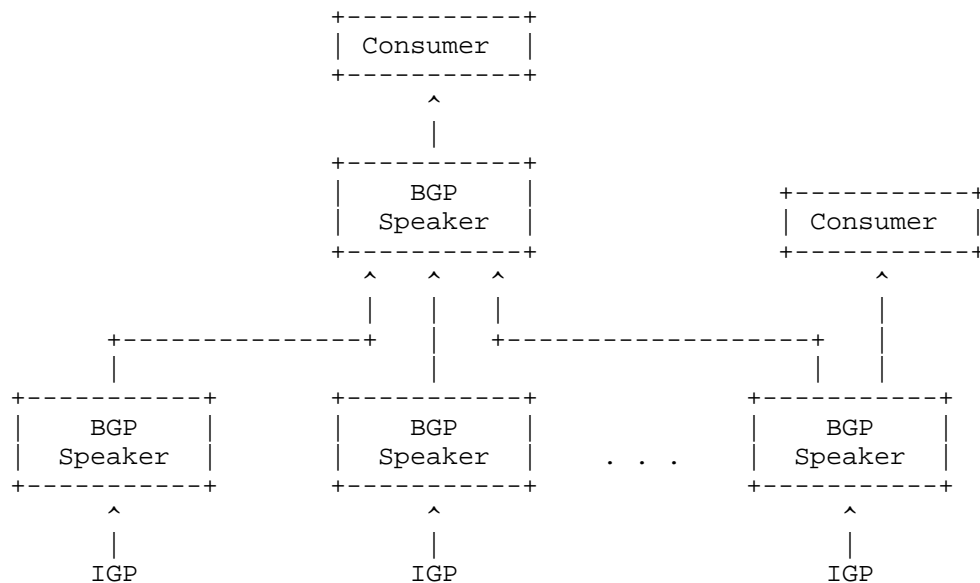 Consumer
BGP
Speaker
Consumer
BGP
Speaker
BGP
Speaker
. . .
BGP
Speaker
IGP
IGP
IGP